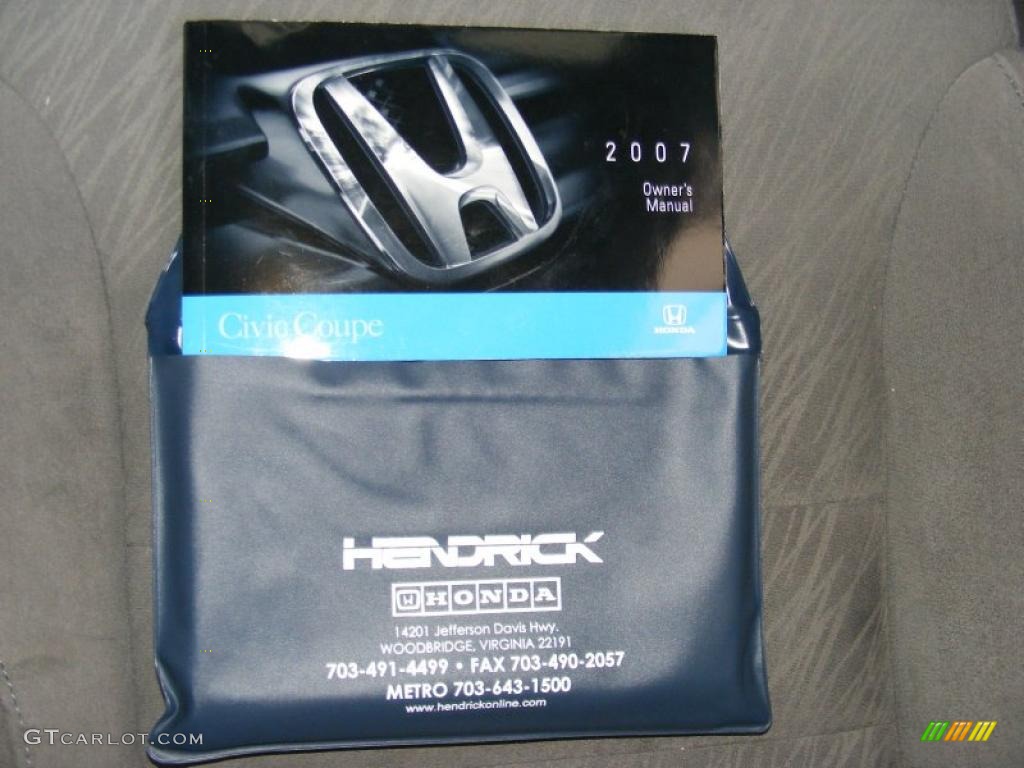 2007
Owner's
Manual
Civic Coupe
HONDA
HENDRICK
HONDA
14201 Jefferson Davis Hwy.
WOODBRIDGE, VIRGINIA 22191
703-491-4499 • FAX 703-490-2057
METRO 703-643-1500
www.hendrickonline.com
GTCARLOT.COM